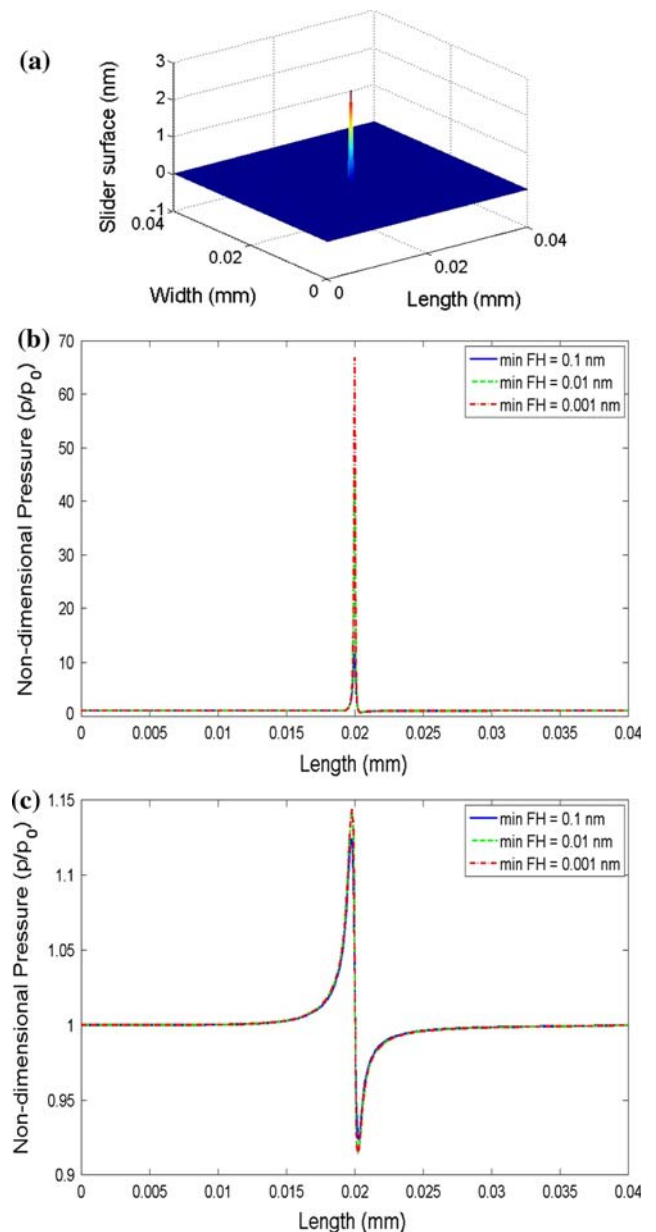 (a)
Slider surface (nm)
3
2
1
0
-1
0.04
0.02
0
Width (mm)
0
0.02
0.04
Length (mm)
(b)
Non-dimensional Pressure (p/p0)
70
60
50
40
30
20
10
0
min FH = 0.1 nm
min FH = 0.01 nm
min FH = 0.001 nm
0 0.005 0.01 0.015 0.02 0.025 0.03 0.035 0.04
Length (mm)
(c)
Non-dimensional Pressure (p/p0)
1.15
1.1
1.05
1
0.95
0.9
min FH = 0.1 nm
min FH = 0.01 nm
min FH = 0.001 nm
0 0.005 0.01 0.015 0.02 0.025 0.03 0.035 0.04
Length (mm)